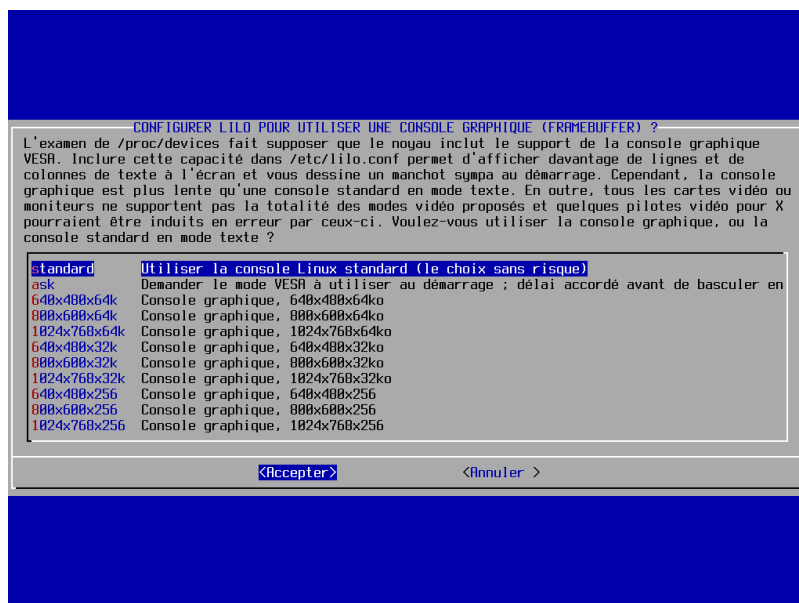 CONFIGURER LILO POUR UTILISER UNE CONSOLE GRAPHIQUE (FRAMEBUFFER) ?
L'examen de /proc/devices fait supposer que le noyau inclut le support de la console graphique
VESA. Inclure cette capacité dans /etc/lilo.conf permet d'afficher davantage de lignes et de
colonnes de texte à l'écran et vous dessine un manchot sympa au démarrage. Cependant, la console
graphique est plus lente qu'une console standard en mode texte. En outre, tous les cartes vidéo ou
moniteurs ne supportent pas la totalité des modes vidéo proposés et quelques pilotes vidéo pour X
pourraient être induits en erreur par ceux-ci. Voulez-vous utiliser la console graphique, ou la
console standard en mode texte ?
standard Utiliser la console Linux standard (le choix sans risque)
ask Demander le mode VESA à utiliser au démarrage ; délai accordé avant de basculer en
640x480x64k Console graphique, 640x480x64ko
800x600x64k Console graphique, 800x600x64ko
1024x768x64k Console graphique, 1024x768x64ko
640x480x32k Console graphique, 640x480x32ko
800x600x32k Console graphique, 800x600x32ko
1024x768x32k Console graphique, 1024x768x32ko
640x480x256 Console graphique, 640x480x256
800x600x256 Console graphique, 800x600x256
1024x768x256 Console graphique, 1024x768x256
<Accepter> <Annuler >